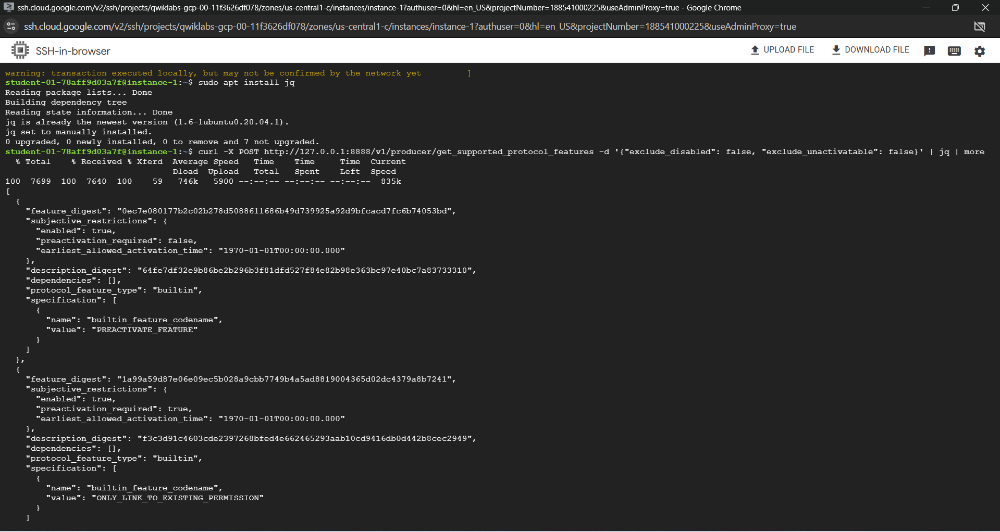 ssh.cloud.google.com/v2/ssh/projects/qwiklabs-gcp-00-11f3626df078/zones/us-central1-c/instances/instance-1?authuser=0&hl=en_US&projectNumber=188541000225&useAdminProxy=true - Google Chrome
ssh.cloud.google.com/v2/ssh/projects/qwiklabs-gcp-00-11f3626df078/zones/us-central1-c/instances/instance-1?authuser=0&hl=en_US&projectNumber=188541000225&useAdminProxy=true
SSH-in-browser UPLOAD FILE DOWNLOAD FILE
warning: transaction executed locally, but may not be confirmed by the network yet         ]
student-01-78aff9d03a7f@instance-1:~$ sudo apt install jq
Reading package lists... Done
Building dependency tree
Reading state information... Done
jq is already the newest version (1.6-1ubuntu0.20.04.1).
jq set to manually installed.
0 upgraded, 0 newly installed, 0 to remove and 7 not upgraded.
student-01-78aff9d03a7f@instance-1:~$ curl -X POST http://127.0.0.1:8888/v1/producer/get_supported_protocol_features -d '{"exclude_disabled": false, "exclude_unactivatable": false}' | jq | more
  % Total    % Received % Xferd  Average Speed   Time    Time     Time  Current
                                 Dload  Upload   Total   Spent    Left  Speed
100  7699  100  7640  100    59   746k   5900 --:--:-- --:--:-- --:--:--  835k
[
  {
    "feature_digest": "0ec7e080177b2c02b278d5088611686b49d739925a92d9bfcacd7fc6b74053bd",
    "subjective_restrictions": {
      "enabled": true,
      "preactivation_required": false,
      "earliest_allowed_activation_time": "1970-01-01T00:00:00.000"
    },
    "description_digest": "64fe7df32e9b86be2b296b3f81dfd527f84e82b98e363bc97e40bc7a83733310",
    "dependencies": [],
    "protocol_feature_type": "builtin",
    "specification": [
      {
        "name": "builtin_feature_codename",
        "value": "PREACTIVATE_FEATURE"
      }
    ]
  },
  {
    "feature_digest": "1a99a59d87e06e09ec5b028a9cbb7749b4a5ad8819004365d02dc4379a8b7241",
    "subjective_restrictions": {
      "enabled": true,
      "preactivation_required": true,
      "earliest_allowed_activation_time": "1970-01-01T00:00:00.000"
    },
    "description_digest": "f3c3d91c4603cde2397268bfed4e662465293aab10cd9416db0d442b8cec2949",
    "dependencies": [],
    "protocol_feature_type": "builtin",
    "specification": [
      {
        "name": "builtin_feature_codename",
        "value": "ONLY_LINK_TO_EXISTING_PERMISSION"
      }
    ]